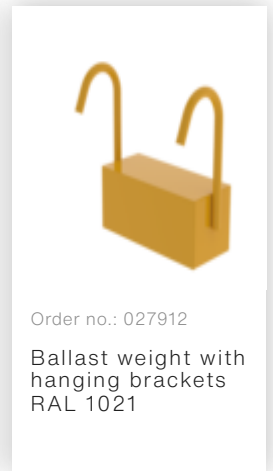 Order no.: 027912
Ballast weight with
hanging brackets
RAL 1021